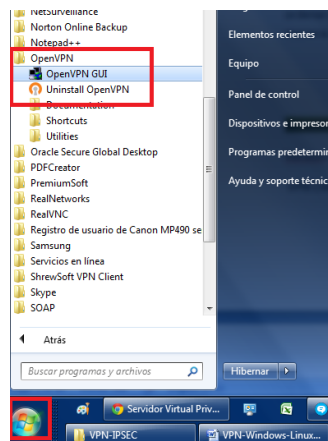 NetSurveillance
Norton Online Backup
Notepad++
OpenVPN
OpenVPN GUI
Uninstall OpenVPN
Documentation
Shortcuts
Utilities
Oracle Secure Global Desktop
PDFCreator
PremiumSoft
RealNetworks
RealVNC
Registro de usuario de Canon MP490 se
Samsung
Servicios en línea
ShrewSoft VPN Client
Skype
SOAP
Atrás
Buscar programas y archivos
Elementos recientes
Equipo
Panel de control
Dispositivos e impresor
Programas predetermin
Ayuda y soporte técnic
Hibernar
Servidor Virtual Priv...
VPN-IPSEC
VPN-Windows-Linux...